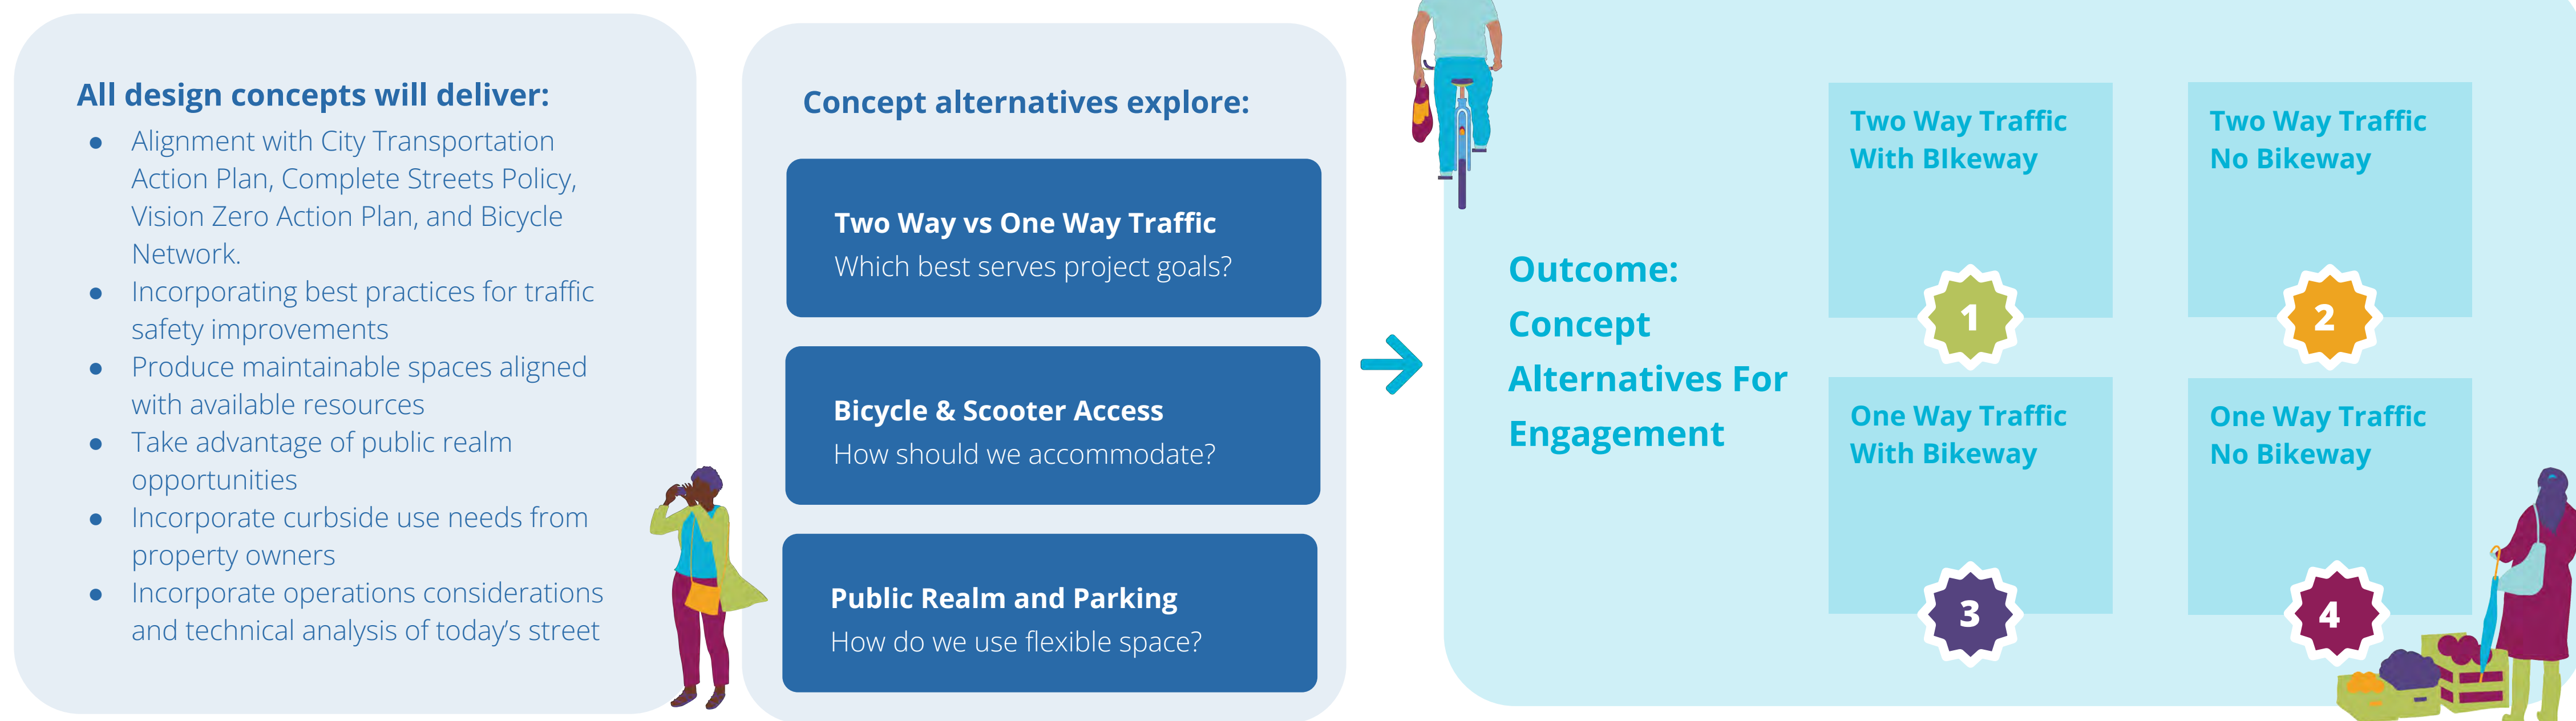 All design concepts will deliver:
● Alignment with City Transportation
Action Plan, Complete Streets Policy,
Vision Zero Action Plan, and Bicycle
Network.
● Incorporating best practices for traffic
safety improvements
● Produce maintainable spaces aligned
with available resources
● Take advantage of public realm
opportunities
● Incorporate curbside use needs from
property owners
● Incorporate operations considerations
and technical analysis of today’s street
Concept alternatives explore:
Two Way vs One Way Traffic
Which best serves project goals?
Bicycle & Scooter Access
How should we accommodate?
Public Realm and Parking
How do we use flexible space?
Outcome:
Concept
Alternatives For
Engagement
Two Way Traffic
With BIkeway
1
Two Way Traffic
No Bikeway
2
One Way Traffic
With Bikeway
3
One Way Traffic
No Bikeway
4